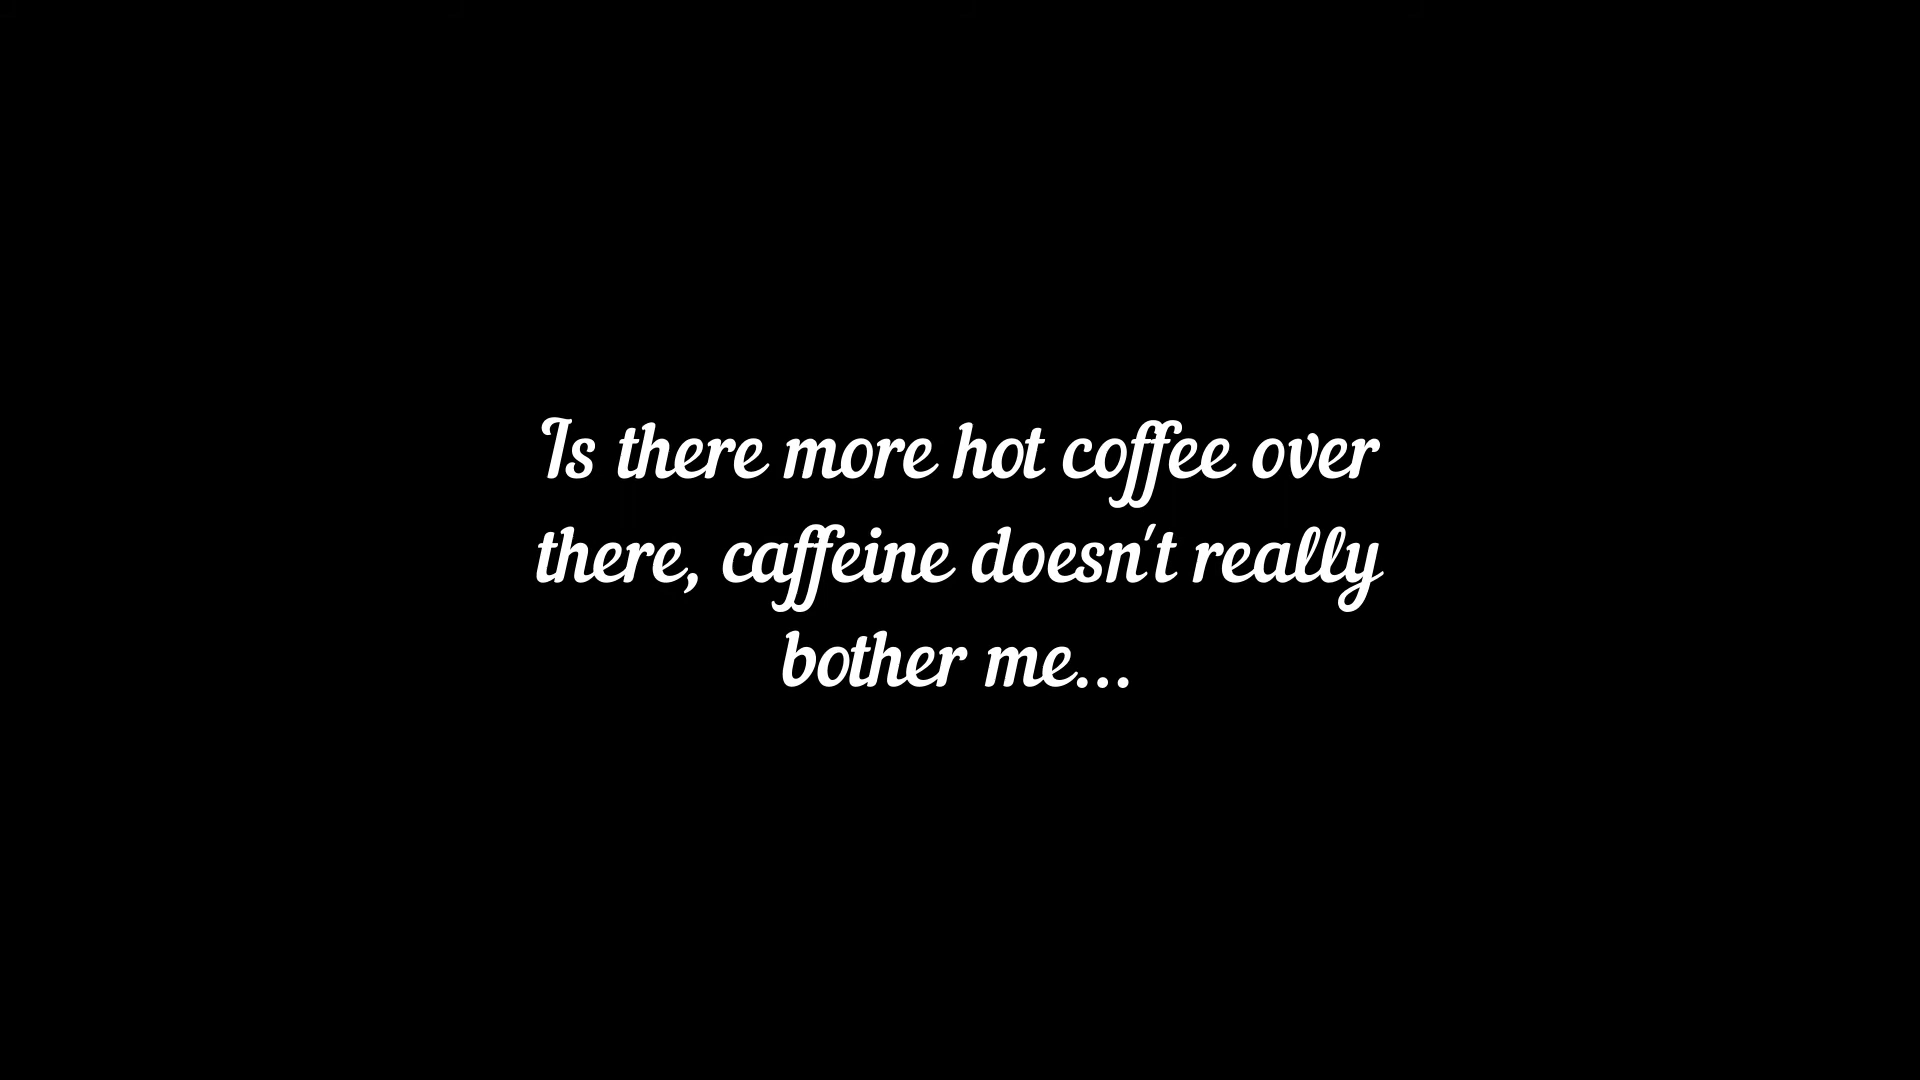 Is there more hot coffee over
there, caffeine doesn't really
bother me...